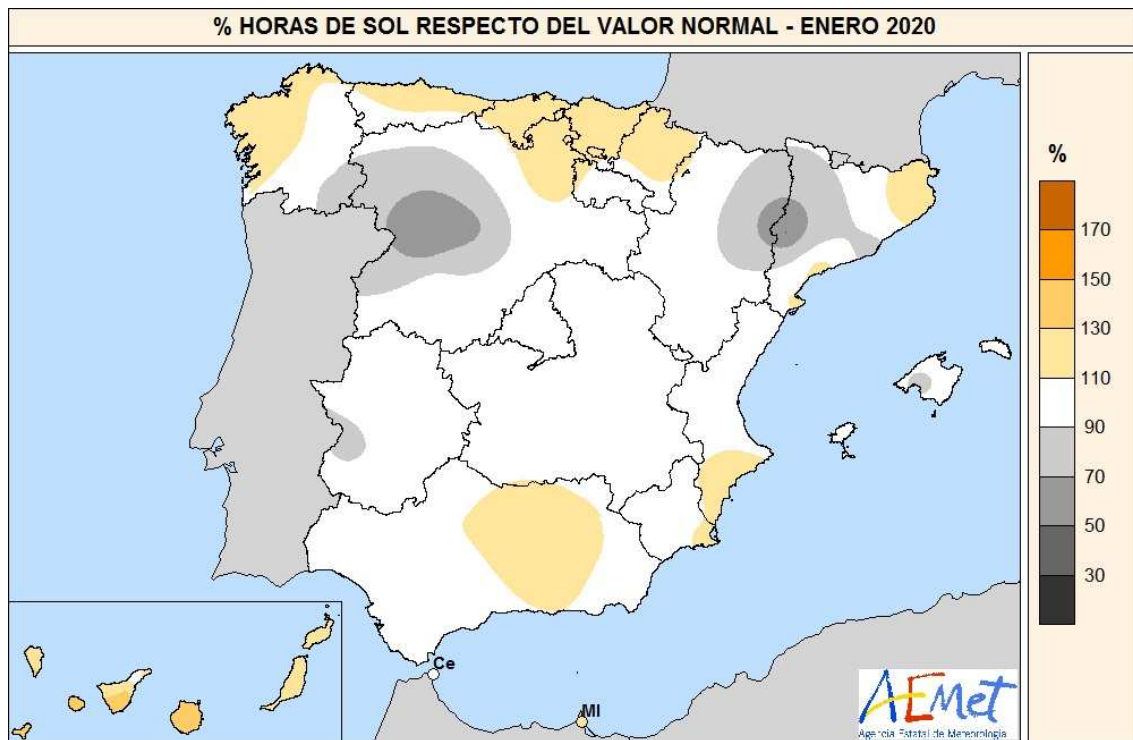 % HORAS DE SOL RESPECTO DEL VALOR NORMAL - ENERO 2020
%
170
150
130
110
90
70
50
30
Ce
Ml
AEMet
Agencia Estatal de Meteorología